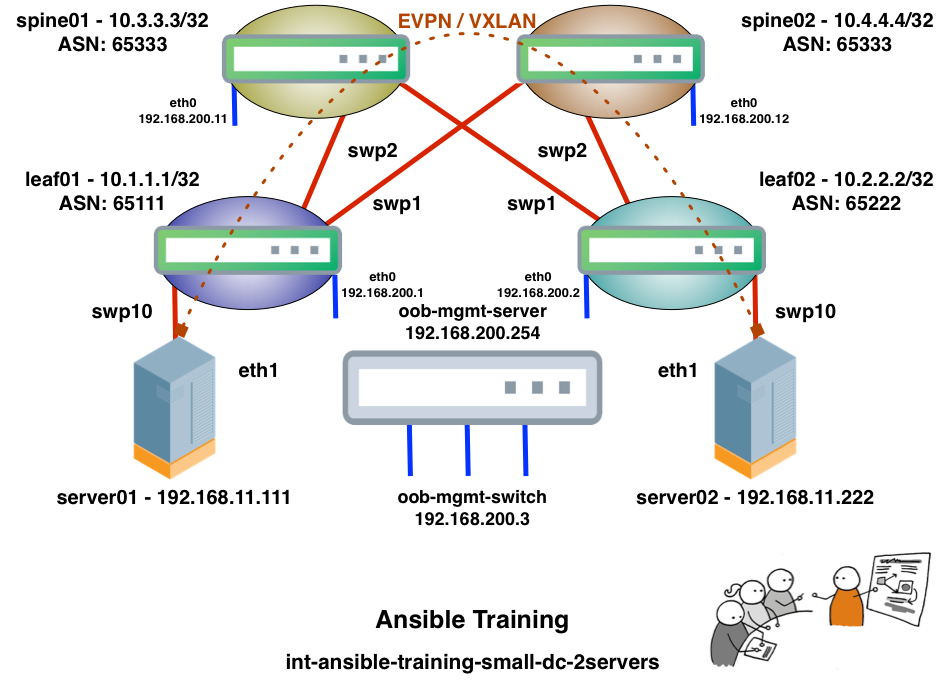 spine01 - 10.3.3.3/32
ASN: 65333
EVPN / VXLAN
spine02 - 10.4.4.4/32
ASN: 65333
eth0
192.168.200.11
eth0
192.168.200.12
swp2
swp2
leaf01 - 10.1.1.1/32
ASN: 65111
leaf02 - 10.2.2.2/32
ASN: 65222
swp1
swp1
eth0
192.168.200.1
eth0
192.168.200.2
swp10
oob-mgmt-server
192.168.200.254
swp10
eth1
eth1
server01 - 192.168.11.111
oob-mgmt-switch
192.168.200.3
server02 - 192.168.11.222
Ansible Training
int-ansible-training-small-dc-2servers